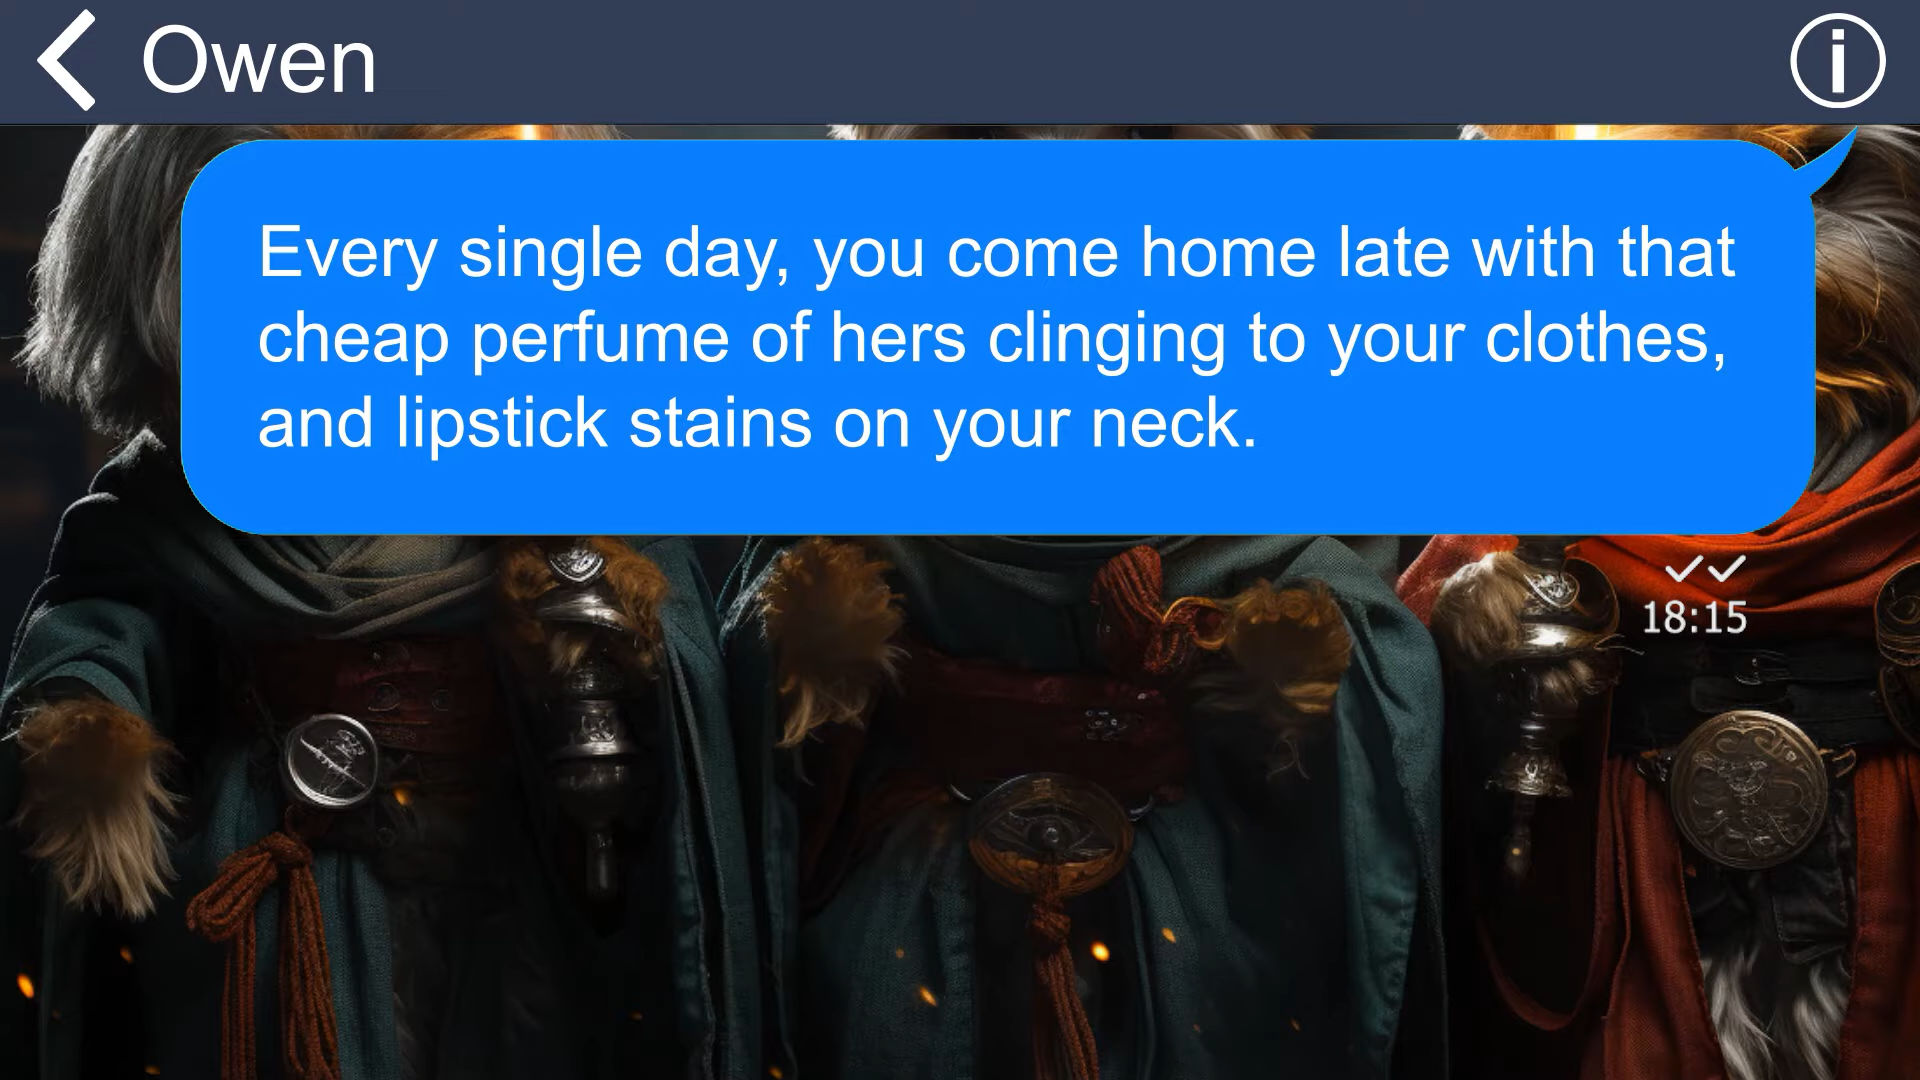 Owen
Every single day, you come home late with that
cheap perfume of hers clinging to your clothes,
and lipstick stains on your neck.
18:15